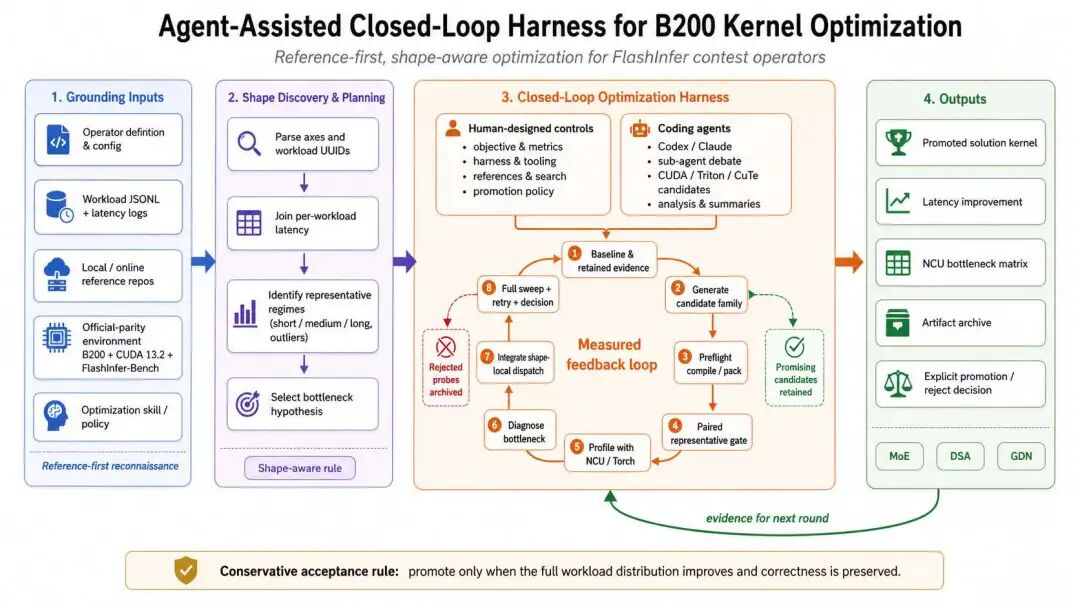 Agent-Assisted Closed-Loop Harness for B200 Kernel Optimization
Reference-first, shape-aware optimization for FlashInfer contest operators
1. Grounding Inputs
Operator definition
& config
Workload JSONL
+ latency logs
Local / online
reference repos
Official-parity
environment
B200 + CUDA 13.2 +
FlashInfer-Bench
Optimization skill /
policy
Reference-first reconnaissance
2. Shape Discovery & Planning
Parse axes and
workload UUIDs
Join per-workload
latency
Identify representative
regimes
(short / medium / long,
outliers)
Select bottleneck
hypothesis
Shape-aware rule
3. Closed-Loop Optimization Harness
Human-designed controls
• objective & metrics
• harness & tooling
• references & search
• promotion policy
Coding agents
• Codex / Claude
• sub-agent debate
• CUDA / Triton / CuTe
candidates
• analysis & summaries
1 Baseline &
retained evidence
2 Generate
candidate family
3 Preflight
compile / pack
4 Paired
representative gate
5 Profile with
NCU / Torch
6 Diagnose
bottleneck
7 Integrate shape-
local dispatch
8 Full sweep +
retry + decision
Measured
feedback loop
Rejected
probes
archived
Promising
candidates
retained
4. Outputs
Promoted solution kernel
Latency improvement
NCU bottleneck matrix
Artifact archive
Explicit promotion /
reject decision
MoE
DSA
GDN
evidence for next round
Conservative acceptance rule: promote only when the full workload distribution improves and correctness is preserved.